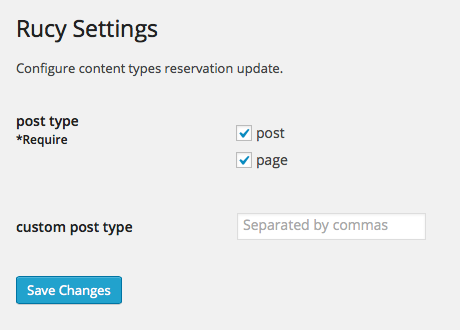 Rucy Settings
Configure content types reservation update.
post type
*Require
post
page
custom post type
Separated by commas
Save Changes